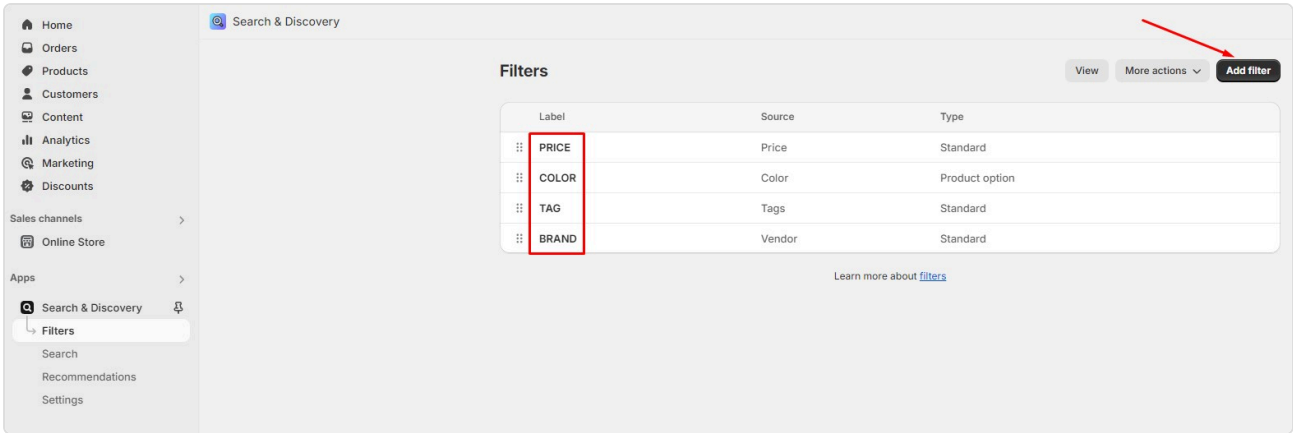 Home
Orders
Products
Customers
Content
Analytics
Marketing
Discounts
Sales channels
Online Store
Apps
Search & Discovery
Filters
Search
Recommendations
Settings
Search & Discovery
Filters
View More actions Add filter
Label Source Type
PRICE Price Standard
COLOR Color Product option
TAG Tags Standard
BRAND Vendor Standard
Learn more about filters